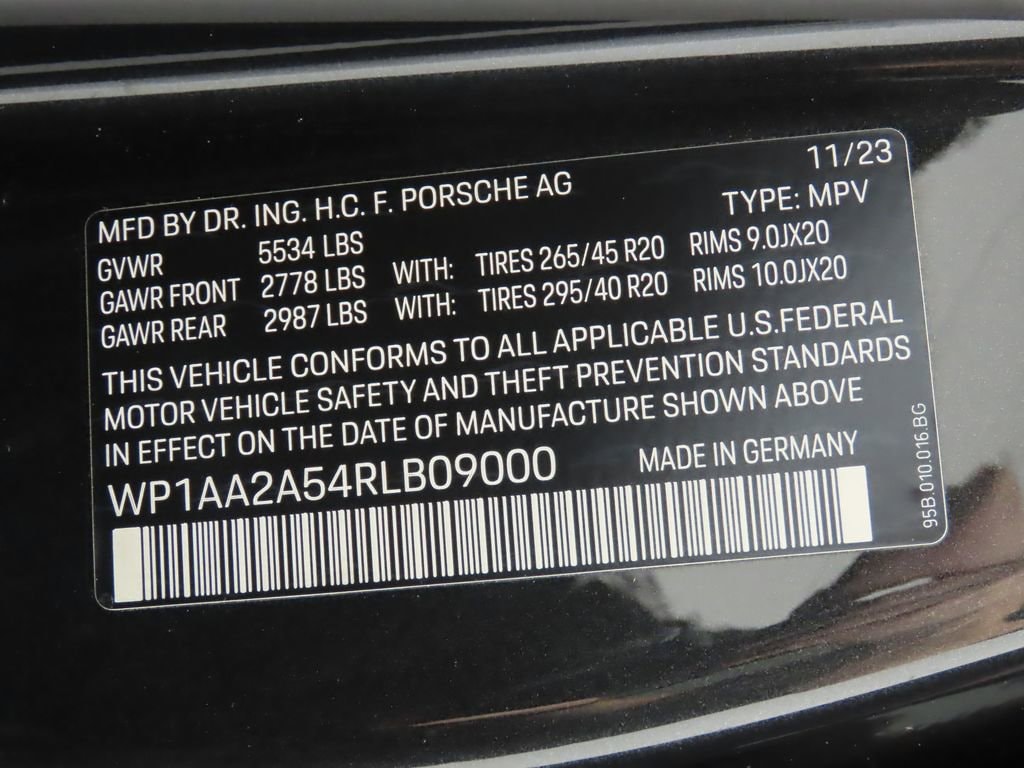 11/23
MFD BY DR. ING. H.C. F. PORSCHE AG
TYPE: MPV
GVWR 5534 LBS
GAWR FRONT 2778 LBS WITH: TIRES 265/45 R20 RIMS 9.0JX20
GAWR REAR 2987 LBS WITH: TIRES 295/40 R20 RIMS 10.0JX20
THIS VEHICLE CONFORMS TO ALL APPLICABLE U.S.FEDERAL
MOTOR VEHICLE SAFETY AND THEFT PREVENTION STANDARDS
IN EFFECT ON THE DATE OF MANUFACTURE SHOWN ABOVE
WP1AA2A54RLB09000 MADE IN GERMANY
95B.010.016.BG